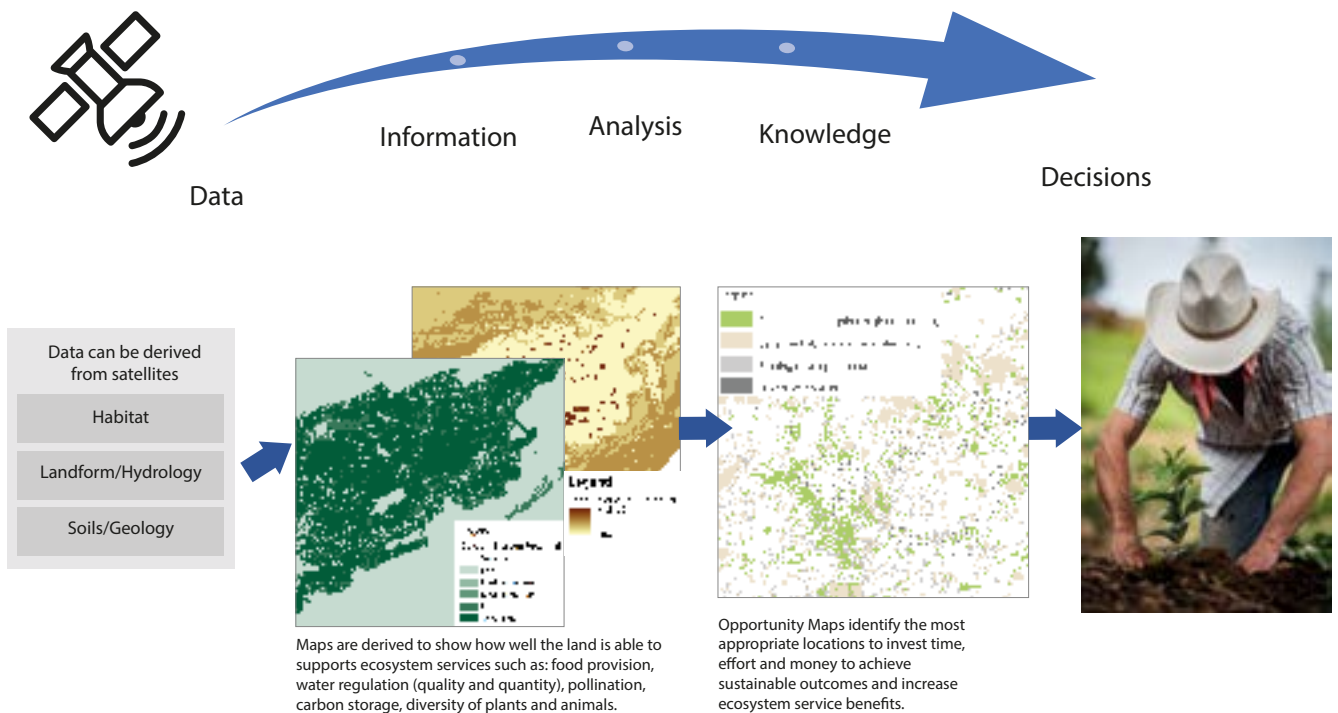 Information
Analysis
Knowledge
Data
Decisions
Data can be derived
from satellites
Habitat
Landform/Hydrology
Soils/Geology
Legend
Maps are derived to show how well the land is able to
supports ecosystem services such as: food provision,
water regulation (quality and quantity), pollination,
carbon storage, diversity of plants and animals.
Opportunity Maps identify the most
appropriate locations to invest time,
effort and money to achieve
sustainable outcomes and increase
ecosystem service benefits.